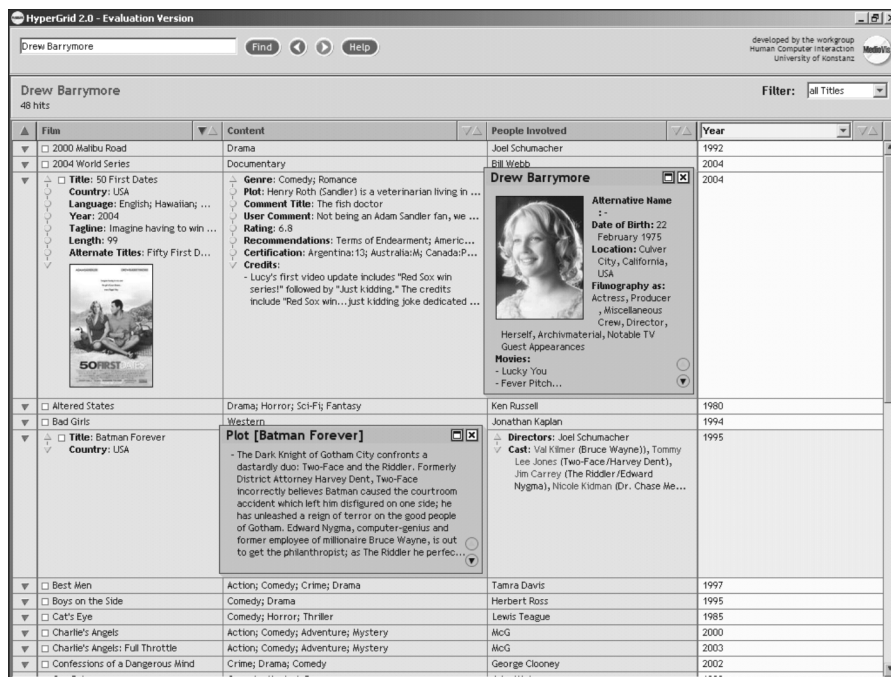 HyperGrid 2.0 - Evaluation Version
Drew Barrymore
Find
Help
developed by the workgroup
Human Computer Interaction
University of Konstanz
MedioVis
Drew Barrymore
48 hits
Filter: all Titles
Film Content People Involved Year
2000 Malibu Road Drama Joel Schumacher 1992
2004 World Series Documentary Bill Webb 2004
Title: 50 First Dates
Country: USA
Language: English; Hawaiian; ...
Year: 2004
Tagline: Imagine having to win ...
Length: 99
Alternate Titles: Fifty First D...
50 FIRST DATES
Genre: Comedy; Romance
Plot: Henry Roth (Sandler) is a veterinarian living in ...
Comment Title: The fish doctor
User Comment: Not being an Adam Sandler fan, we ...
Rating: 6.8
Recommendations: Terms of Endearment; Americ...
Certification: Argentina:13; Australia:M; Canada:P...
Credits:
- Lucy's first video update includes "Red Sox win
series!" followed by "Just kidding." The credits
include "Red Sox win...just kidding joke dedicated ...
Drew Barrymore
Alternative Name
: -
Date of Birth: 22
February 1975
Location: Culver
City, California,
USA
Filmography as:
Actress, Producer
, Miscellaneous
Crew, Director,
Herself, Archivmaterial, Notable TV
Guest Appearances
Movies:
- Lucky You
- Fever Pitch...
2004
Altered States Drama; Horror; Sci-Fi; Fantasy Ken Russell 1980
Bad Girls Western Jonathan Kaplan 1994
Title: Batman Forever
Country: USA
Plot [Batman Forever]
- The Dark Knight of Gotham City confronts a
dastardly duo: Two-Face and the Riddler. Formerly
District Attorney Harvey Dent, Two-Face
incorrectly believes Batman caused the courtroom
accident which left him disfigured on one side; he
has unleashed a reign of terror on the good people
of Gotham. Edward Nygma, computer-genius and
former employee of millionaire Bruce Wayne, is out
to get the philanthropist; as The Riddler he perfec...
Directors: Joel Schumacher
Cast: Val Kilmer (Bruce Wayne)), Tommy
Lee Jones (Two-Face/Harvey Dent),
Jim Carrey (The Riddler/Edward
Nygma), Nicole Kidman (Dr. Chase Me...
1995
Best Men Action; Comedy; Crime; Drama Tamra Davis 1997
Boys on the Side Comedy; Drama Herbert Ross 1995
Cat's Eye Comedy; Horror; Thriller Lewis Teague 1985
Charlie's Angels Action; Comedy; Adventure; Mystery McG 2000
Charlie's Angels: Full Throttle Action; Comedy; Adventure; Mystery McG 2003
Confessions of a Dangerous Mind Crime; Drama; Comedy George Clooney 2002